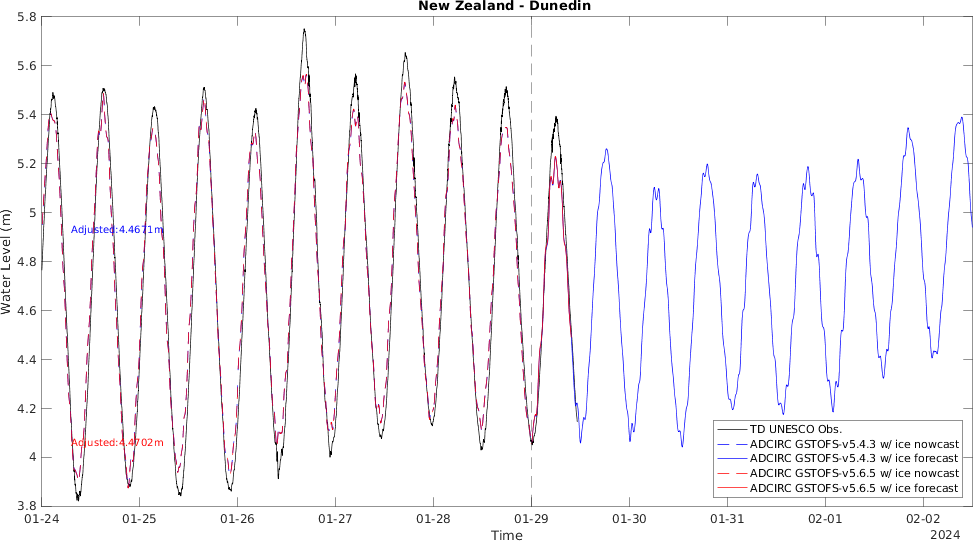 New Zealand - Dunedin
5.8
5.6
5.4
5.2
5
4.8
4.6
4.4
4.2
4
3.8
Water Level (m)
Adjusted:4.4671m
Adjusted:4.4702m
TD UNESCO Obs.
ADCIRC GSTOFS-v5.4.3 w/ ice nowcast
ADCIRC GSTOFS-v5.4.3 w/ ice forecast
ADCIRC GSTOFS-v5.6.5 w/ ice nowcast
ADCIRC GSTOFS-v5.6.5 w/ ice forecast
01-24 01-25 01-26 01-27 01-28 01-29 01-30 01-31 02-01 02-02
Time
2024